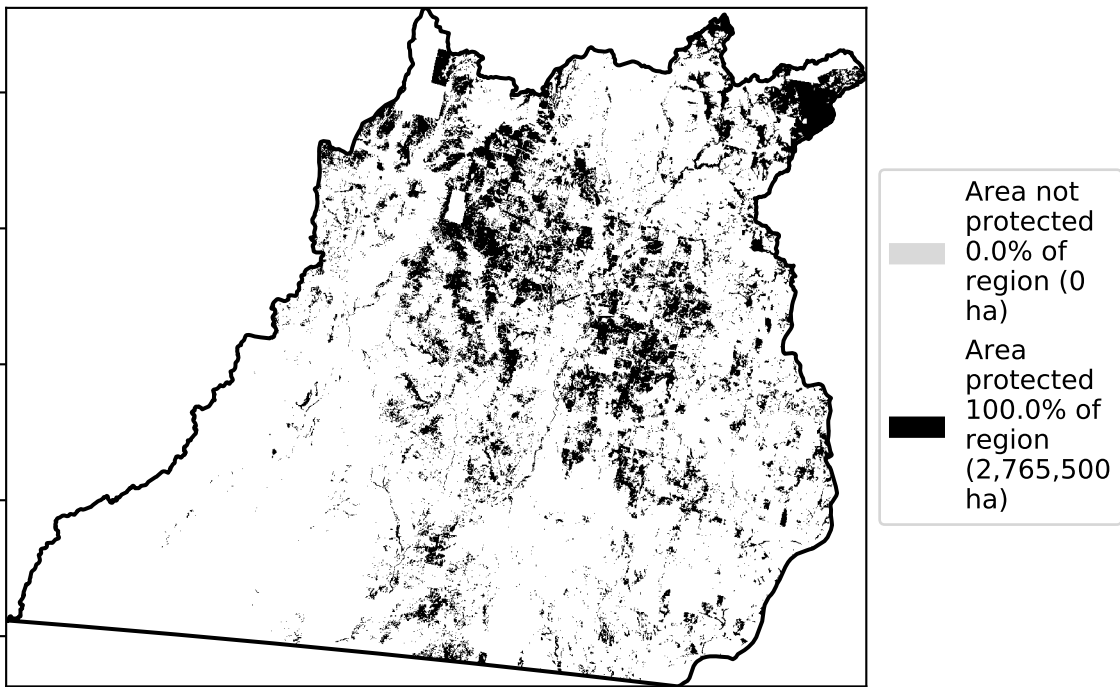 Area not
protected
0.0% of
region (0
ha)
Area
protected
100.0% of
region
(2,765,500
ha)